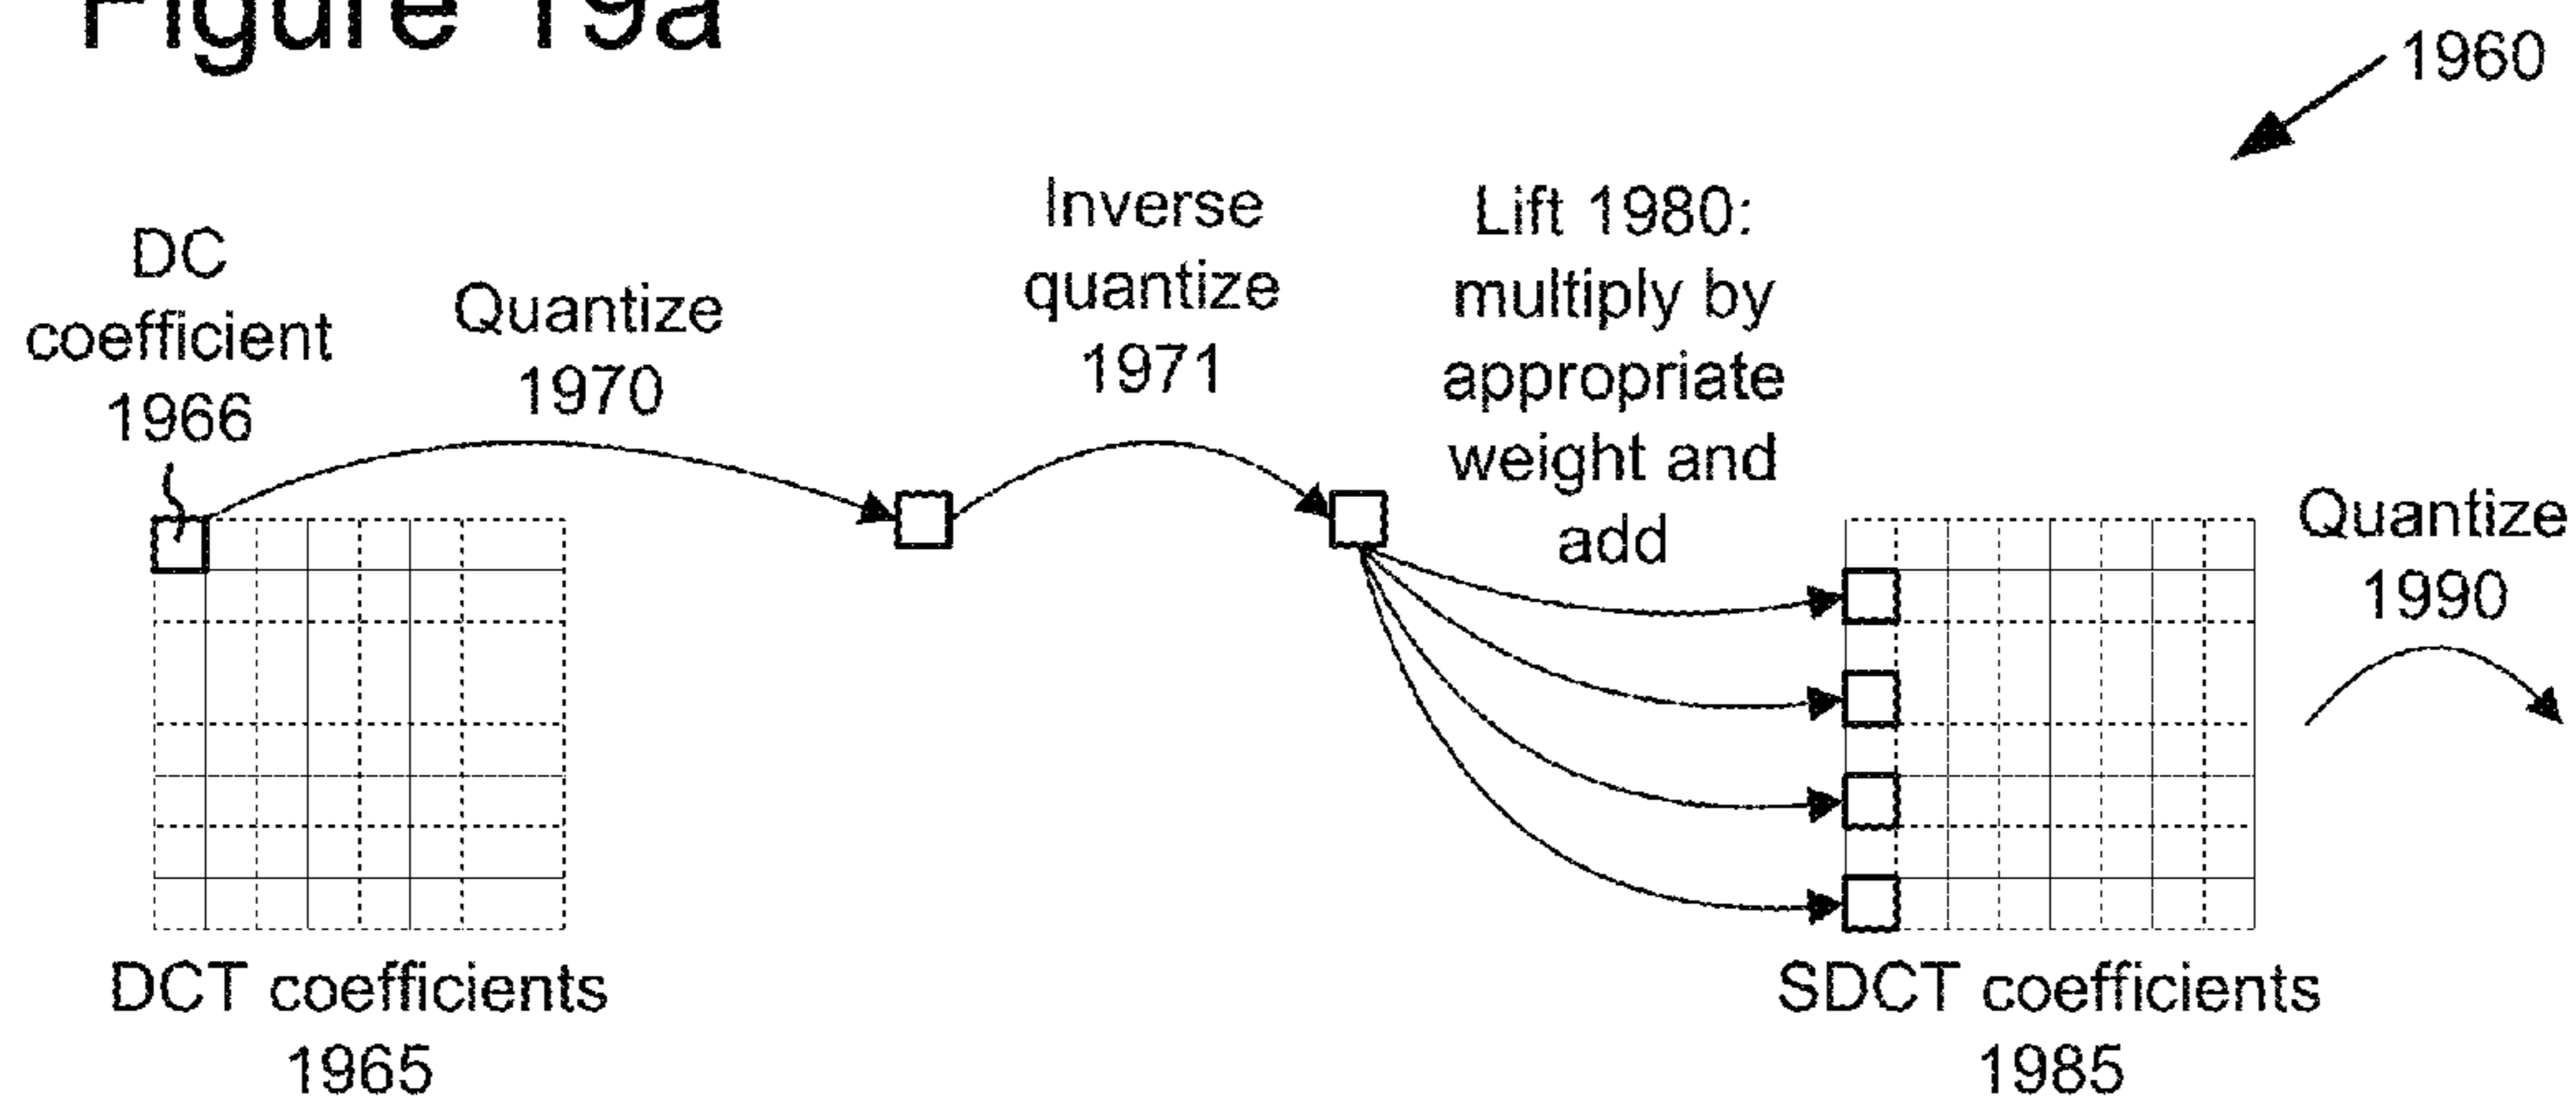 Figure 19a
1960
DC
coefficient
1966
Quantize
1970
Inverse
quantize
1971
Lift 1980:
multiply by
appropriate
weight and
add
Quantize
1990
DCT coefficients
1965
SDCT coefficients
1985